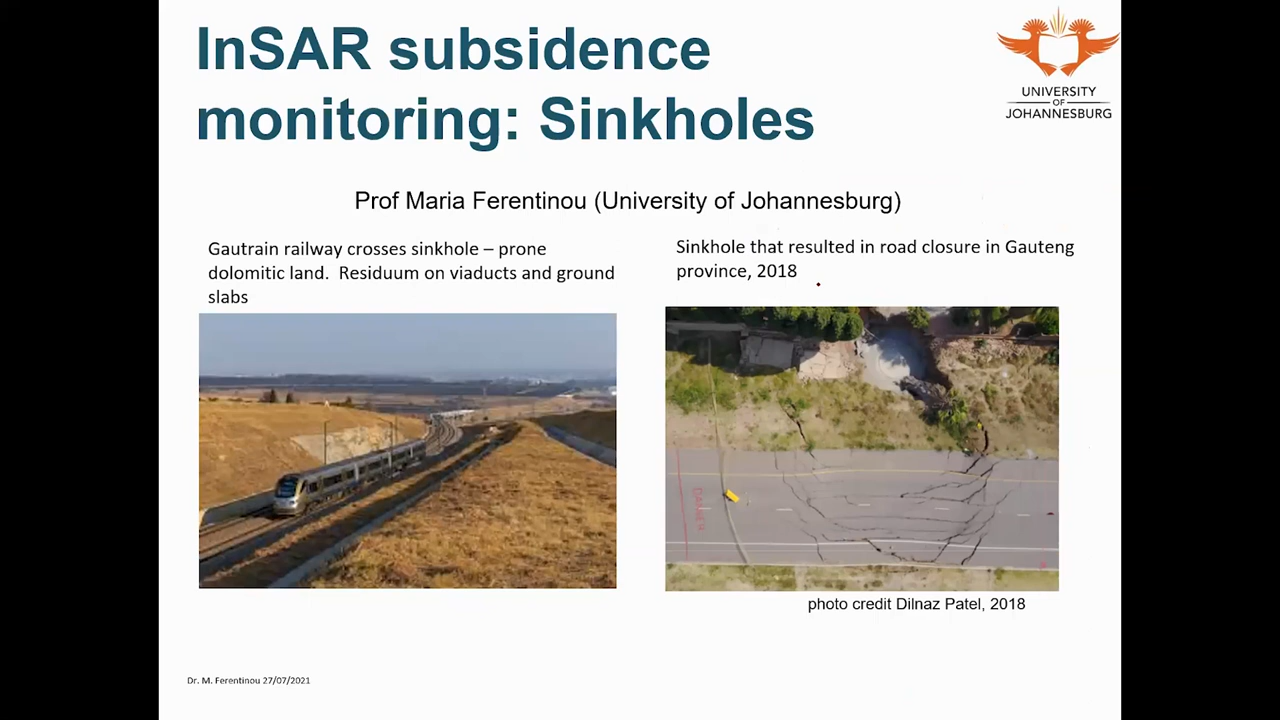 InSAR subsidence
monitoring: Sinkholes
UNIVERSITY
OF
JOHANNESBURG
Prof Maria Ferentinou (University of Johannesburg)
Gautrain railway crosses sinkhole – prone
dolomitic land. Residuum on viaducts and ground
slabs
Sinkhole that resulted in road closure in Gauteng
province, 2018
photo credit Dilnaz Patel, 2018
Dr. M. Ferentinou 27/07/2021